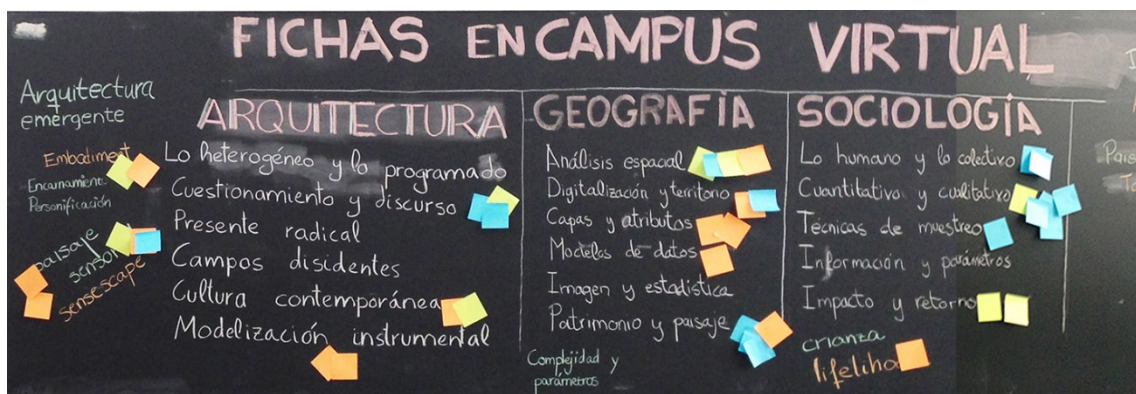 FICHAS EN CAMPUS VIRTUAL
Arquitectura
emergente
Embodiment
Encarnamiento
Personificación
paisaje
sensorial
sensescape
ARQUITECTURA
Lo heterogéneo y lo programado
Cuestionamiento y discurso
Presente radical
Campos disidentes
Cultura contemporánea
Modelización instrumental
GEOGRAFÍA
Análisis espacial
Digitalización y territorio
Capas y atributos
Modelos de datos
Imagen y estadística
Patrimonio y paisaje
Complejidad y
parámetros
SOCIOLOGÍA
Lo humano y lo colectivo
Cuantitativo y cualitativo
Técnicas de muestreo
Información y parámetros
Impacto y retorno
crianza
lifeliho